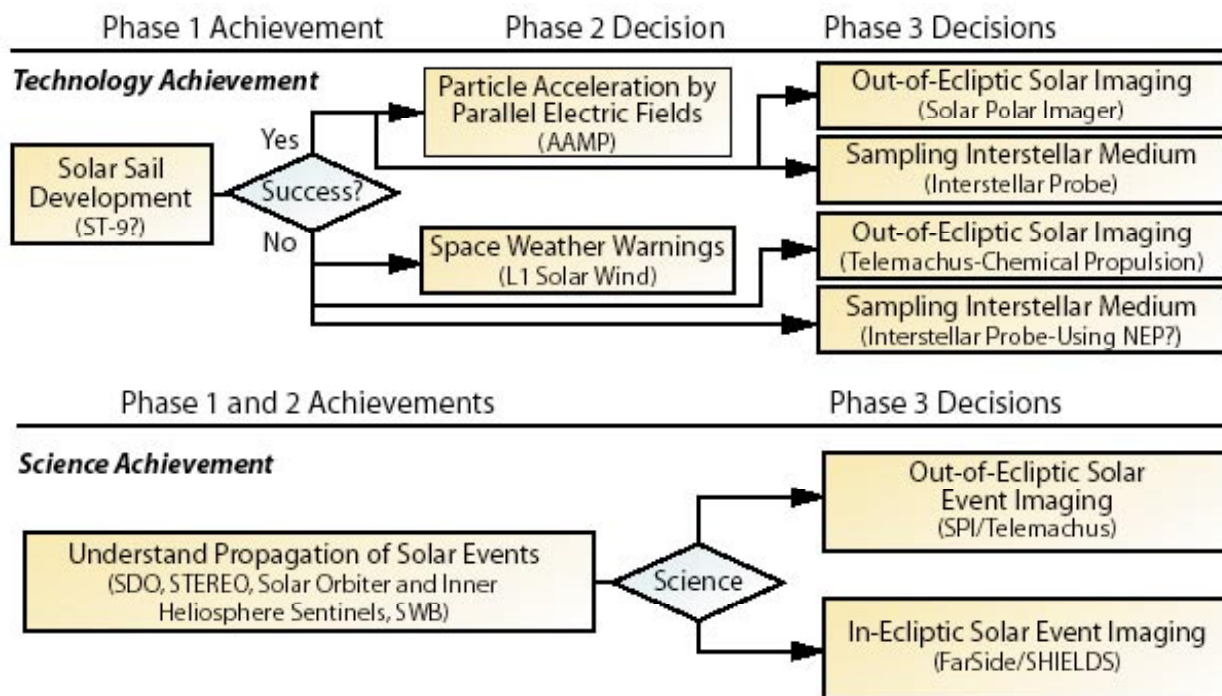 Phase 1 Achievement
Phase 2 Decision
Phase 3 Decisions
Technology Achievement
Solar Sail
Development
(ST-9?)
Yes
Success?
No
Particle Acceleration by
Parallel Electric Fields
(AAMP)
Space Weather Warnings
(L1 Solar Wind)
Out-of-Ecliptic Solar Imaging
(Solar Polar Imager)
Sampling Interstellar Medium
(Interstellar Probe)
Out-of-Ecliptic Solar Imaging
(Telemachus-Chemical Propulsion)
Sampling Interstellar Medium
(Interstellar Probe-Using NEP?)
Phase 1 and 2 Achievements
Phase 3 Decisions
Science Achievement
Understand Propagation of Solar Events
(SDO, STEREO, Solar Orbiter and Inner
Heliosphere Sentinels, SWB)
Science
Out-of-Ecliptic Solar
Event Imaging
(SPI/Telemachus)
In-Ecliptic Solar Event Imaging
(FarSide/SHIELDS)